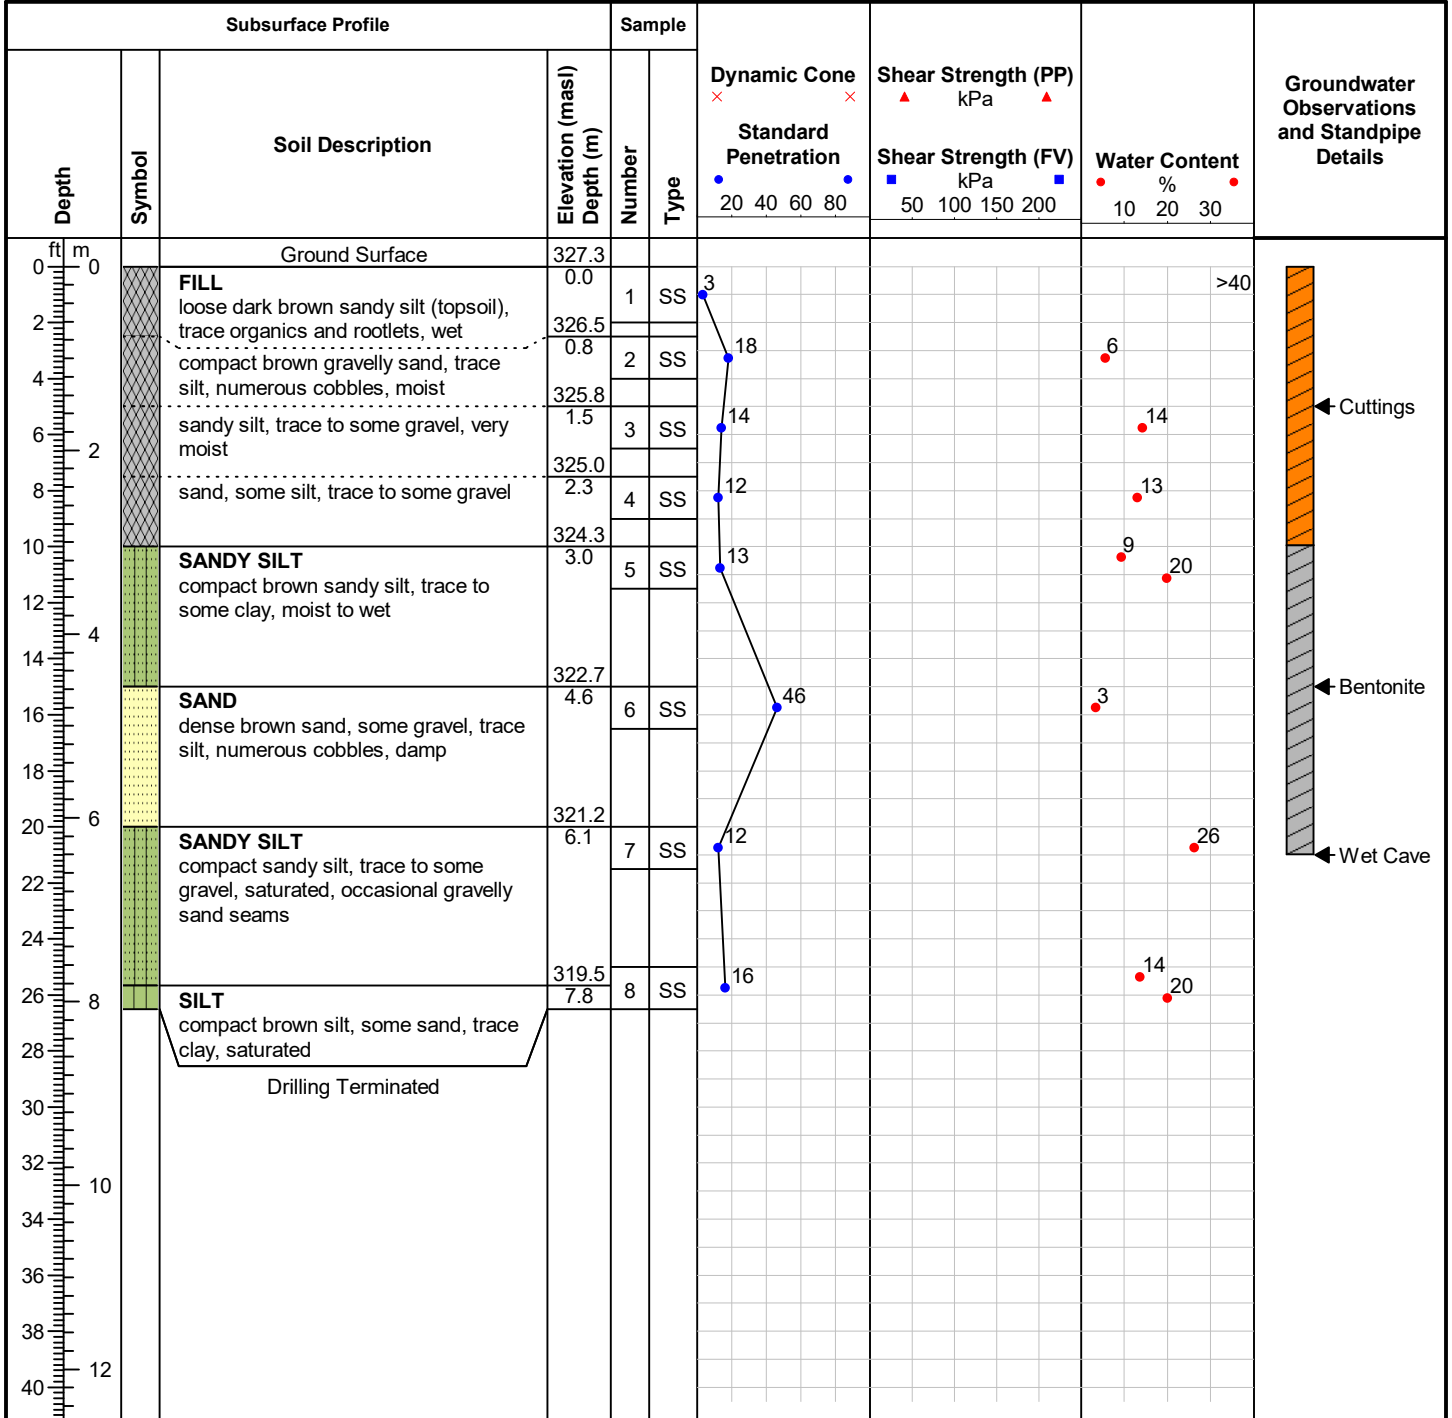 Subsurface Profile
Sample
Depth
Symbol
Soil Description
Elevation (masl)
Depth (m)
Number
Type
Dynamic Cone
Standard
Penetration
20 40 60 80
Shear Strength (PP)
kPa
Shear Strength (FV)
kPa
50 100 150 200
Water Content
%
10 20 30
Groundwater
Observations
and Standpipe
Details
ft m
Ground Surface
327.3
0 0
FILL
0.0
loose dark brown sandy silt (topsoil),
trace organics and rootlets, wet
1 SS
3
>40
2
326.5
0.8
compact brown gravelly sand, trace
silt, numerous cobbles, moist
2 SS
18
6
4
325.8
1.5
Cuttings
sandy silt, trace to some gravel, very
moist
3 SS
14
14
6
2
325.0
2.3
sand, some silt, trace to some gravel
4 SS
12
13
8
324.3
10
SANDY SILT
3.0
compact brown sandy silt, trace to
some clay, moist to wet
5 SS
13
9
20
12
4
14
322.7
Bentonite
SAND
4.6
dense brown sand, some gravel, trace
silt, numerous cobbles, damp
6 SS
46
3
16
18
6
321.2
20
SANDY SILT
6.1
compact sandy silt, trace to some
gravel, saturated, occasional gravelly
sand seams
7 SS
12
26
Wet Cave
22
24
319.5
7.8
26
8
SILT
compact brown silt, some sand, trace
clay, saturated
8 SS
16
14
20
28
Drilling Terminated
30
32
10
34
36
38
12
40